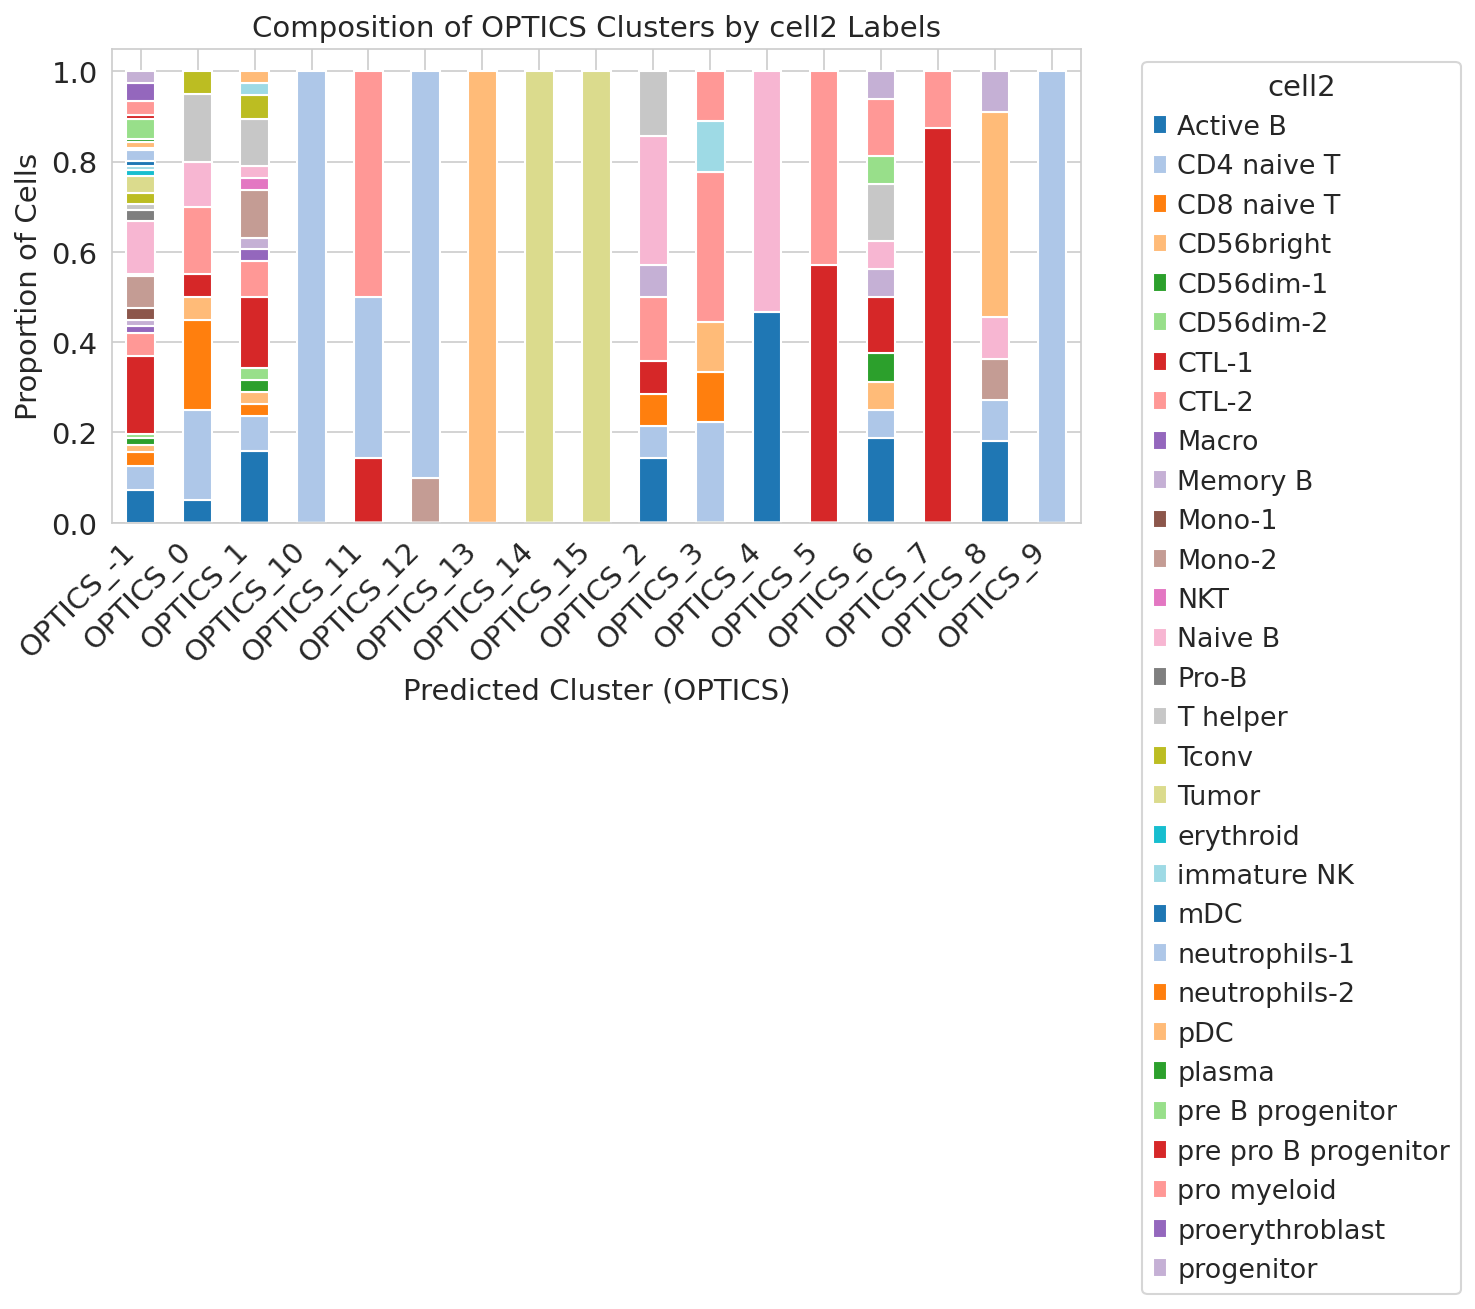 Composition of OPTICS Clusters by cell2 Labels
Proportion of Cells
1.0
0.8
0.6
0.4
0.2
0.0
OPTICS_-1
OPTICS_0
OPTICS_1
OPTICS_10
OPTICS_11
OPTICS_12
OPTICS_13
OPTICS_14
OPTICS_15
OPTICS_2
OPTICS_3
OPTICS_4
OPTICS_5
OPTICS_6
OPTICS_7
OPTICS_8
OPTICS_9
Predicted Cluster (OPTICS)
cell2
Active B
CD4 naive T
CD8 naive T
CD56bright
CD56dim-1
CD56dim-2
CTL-1
CTL-2
Macro
Memory B
Mono-1
Mono-2
NKT
Naive B
Pro-B
T helper
Tconv
Tumor
erythroid
immature NK
mDC
neutrophils-1
neutrophils-2
pDC
plasma
pre B progenitor
pre pro B progenitor
pro myeloid
proerythroblast
progenitor